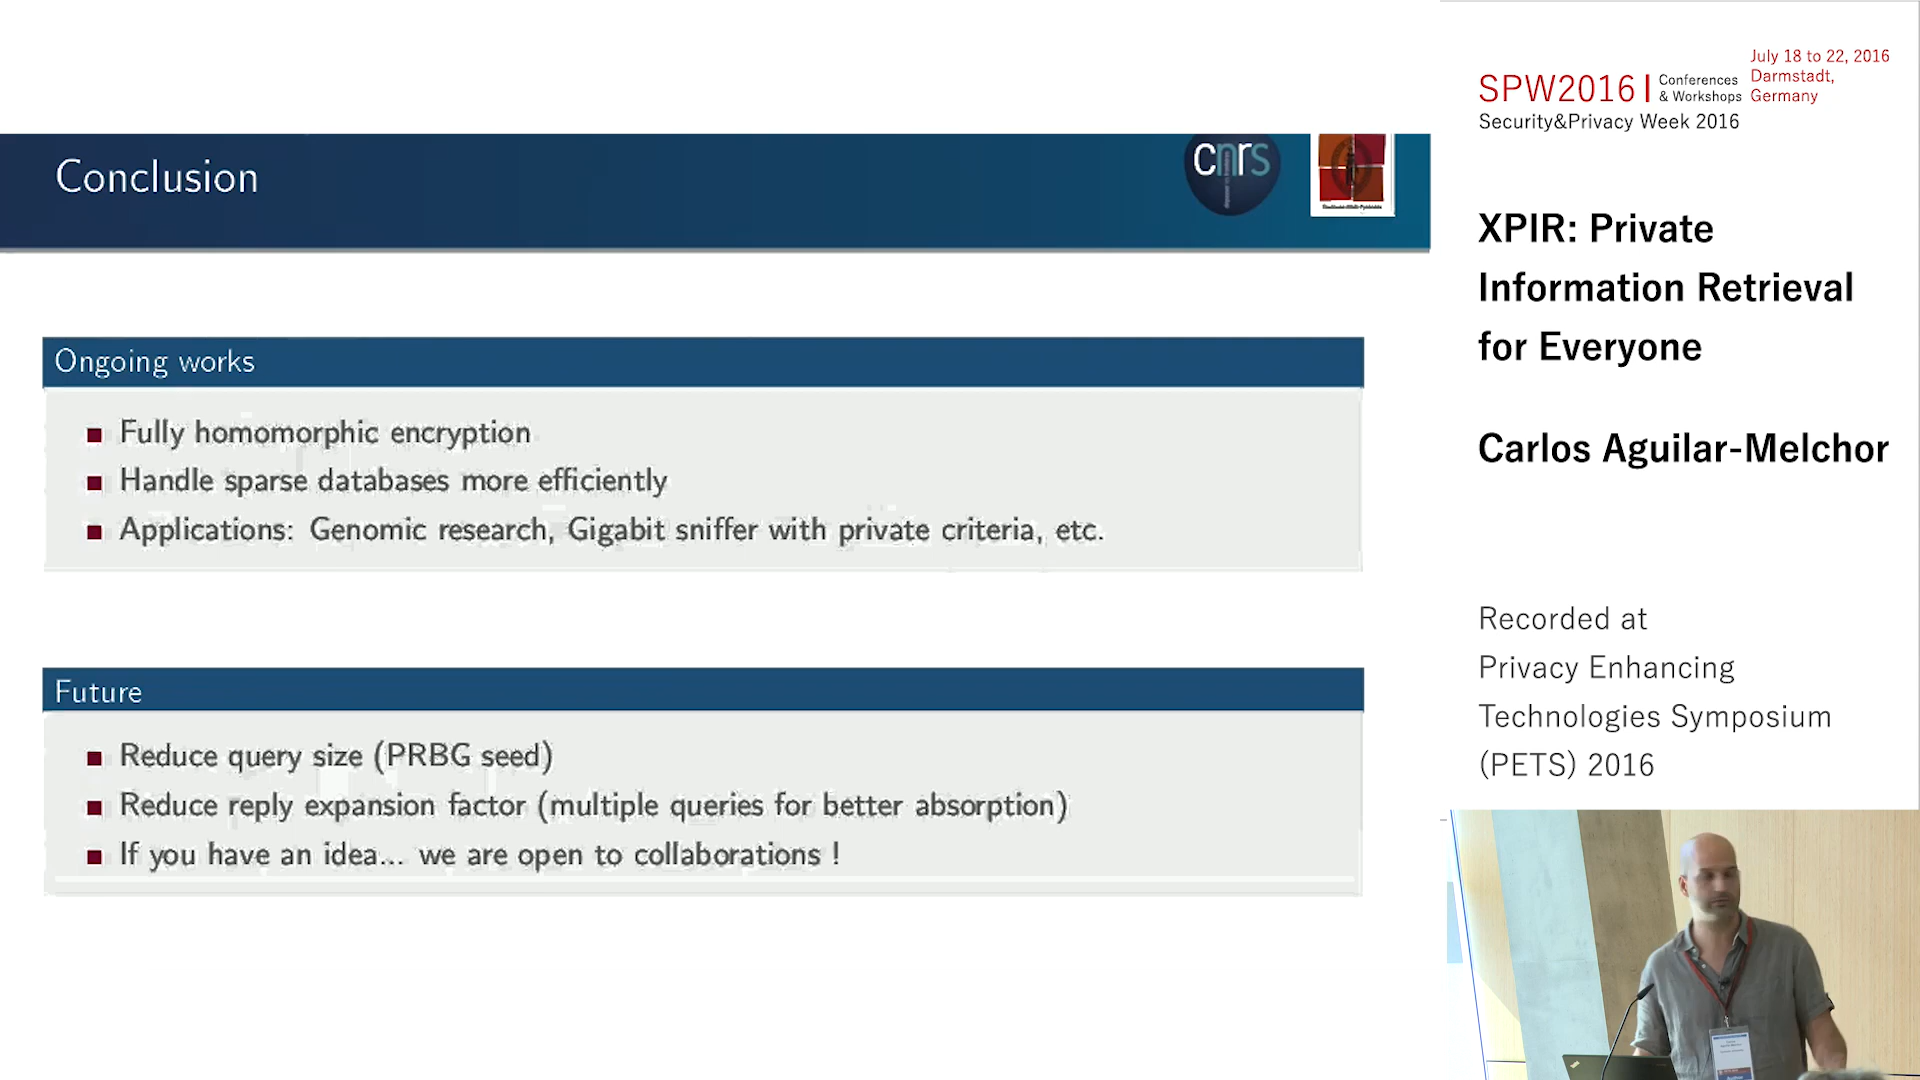 Conclusion
cnrs
Ongoing works
Fully homomorphic encryption
Handle sparse databases more efficiently
Applications: Genomic research, Gigabit sniffer with private criteria, etc.
Future
Reduce query size (PRBG seed)
Reduce reply expansion factor (multiple queries for better absorption)
If you have an idea... we are open to collaborations !
SPW2016
Conferences
& Workshops
July 18 to 22, 2016
Darmstadt,
Germany
Security&Privacy Week 2016
XPIR: Private
Information Retrieval
for Everyone
Carlos Aguilar-Melchor
Recorded at
Privacy Enhancing
Technologies Symposium
(PETS) 2016